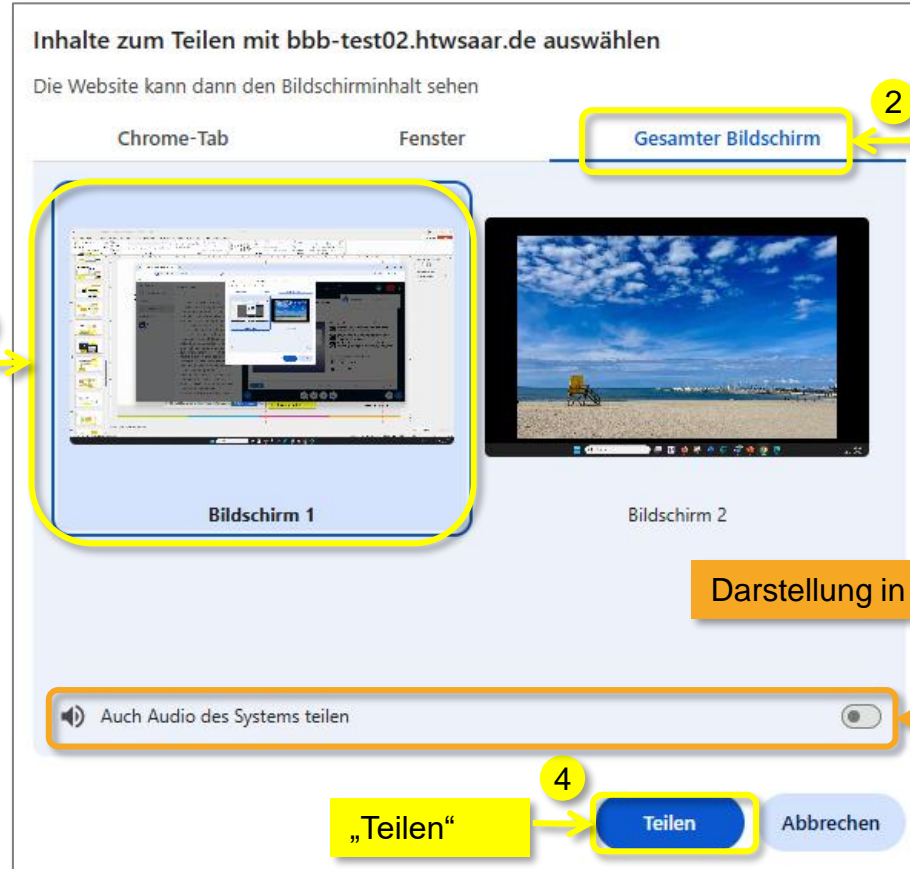 Inhalte zum Teilen mit bbb-test02.htwsaar.de auswählen
Die Website kann dann den Bildschirminhalt sehen
2
Chrome-Tab
Fenster
Gesamter Bildschirm
Bildschirm 1
Bildschirm 2
Darstellung in
Auch Audio des Systems teilen
4
„Teilen“
Teilen
Abbrechen